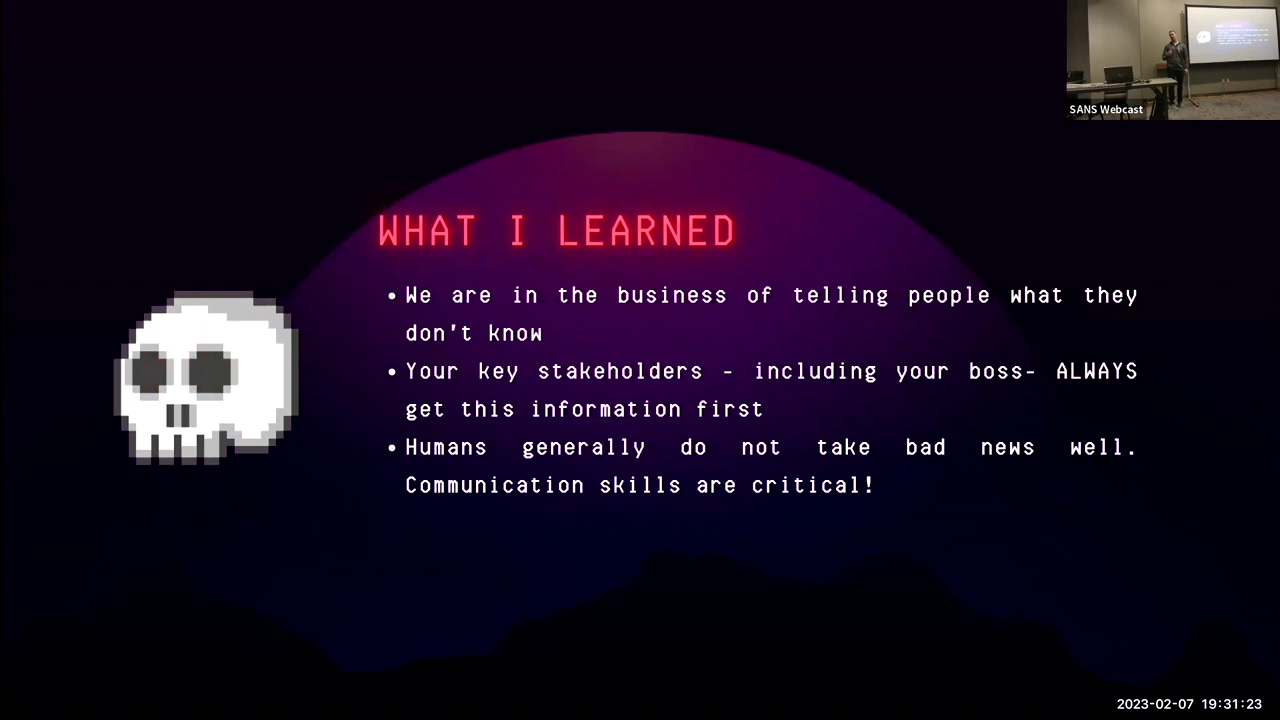 SANS Webcast
WHAT I LEARNED
• We are in the business of telling people what they
don't know
• Your key stakeholders - including your boss- ALWAYS
get this information first
• Humans generally do not take bad news well.
Communication skills are critical!
2023-02-07 19:31:23